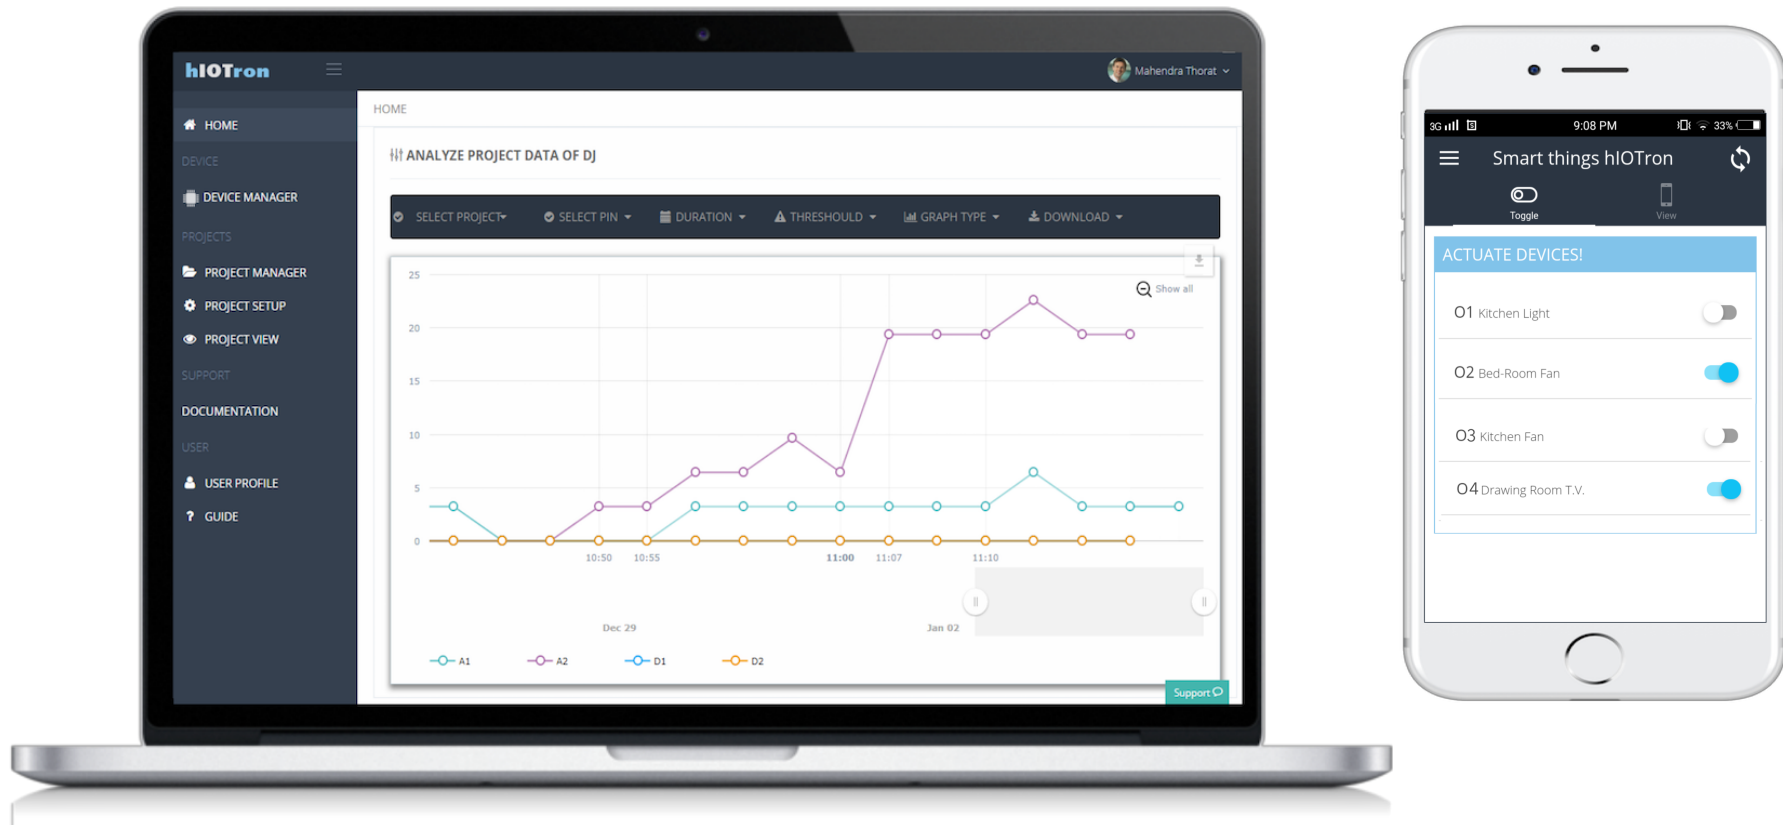 hIOTron
Mahendra Thorat
HOME
DEVICE
DEVICE MANAGER
PROJECTS
PROJECT MANAGER
PROJECT SETUP
PROJECT VIEW
SUPPORT
DOCUMENTATION
USER
USER PROFILE
GUIDE
HOME
ANALYZE PROJECT DATA OF DJ
SELECT PROJECT SELECT PIN DURATION THRESHOULD GRAPH TYPE DOWNLOAD
Show all
25
20
15
10
5
0
10:50 10:55 11:00 11:07 11:10
Dec 29 Jan 02
A1 A2 D1 D2
Support
3G 9:08 PM 33%
Smart things hIOTron
Toggle View
ACTUATE DEVICES!
O1 Kitchen Light
O2 Bed-Room Fan
O3 Kitchen Fan
O4 Drawing Room T.V.